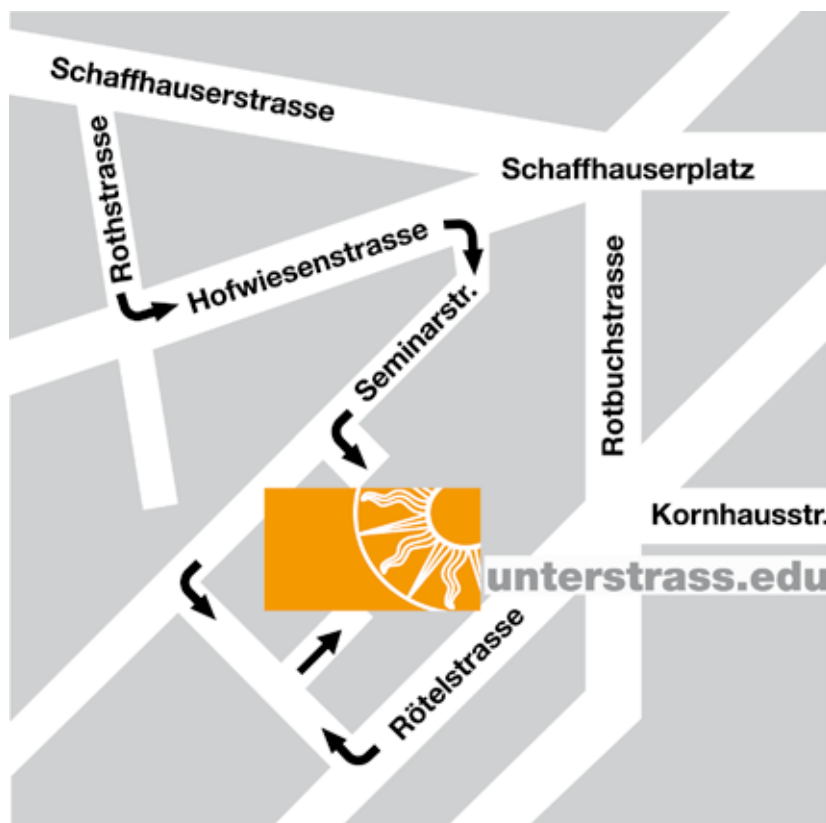 Schaffhauserstrasse
Schaffhauserplatz
Rothstrasse
Hofwiesenstrasse
Seminarstr.
Rotbuchstrasse
Kornhausstr.
unterstrass.edu
Rötelstrasse